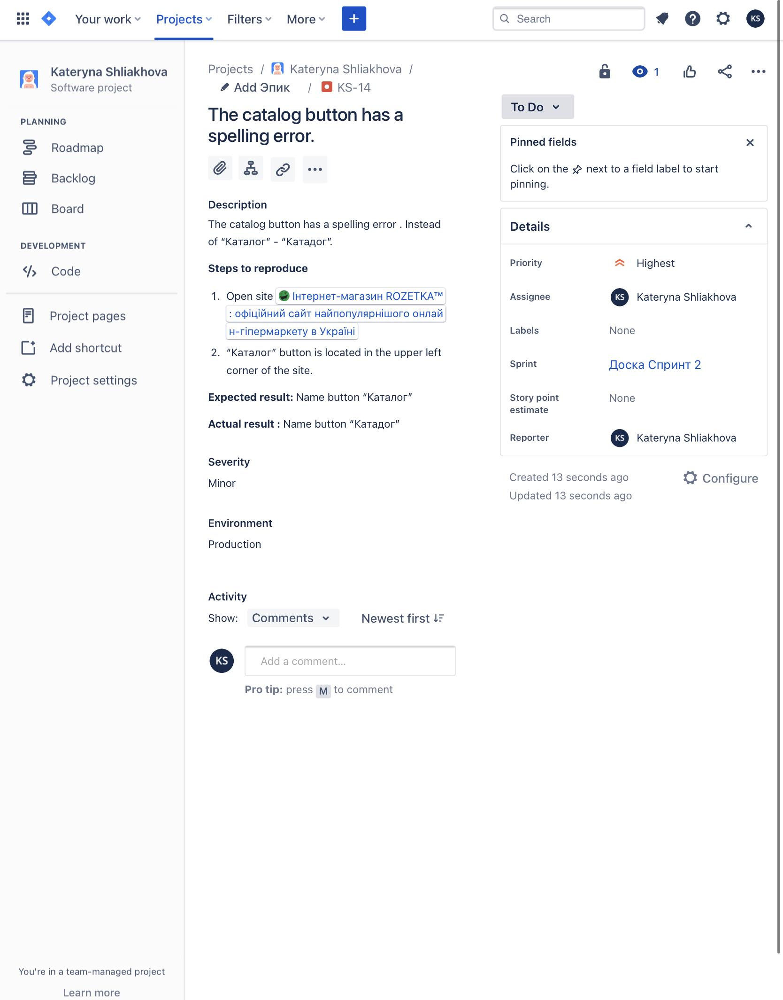 Your work Projects Filters More + Search ? KS
Kateryna Shliakhova
Software project
PLANNING
Roadmap
Backlog
Board
DEVELOPMENT
Code
Project pages
Add shortcut
Project settings
You're in a team-managed project
Learn more
Projects / Kateryna Shliakhova /
Add Эпик / KS-14
The catalog button has a
spelling error.
Description
The catalog button has a spelling error . Instead
of “Каталог” - “Катадог”.
Steps to reproduce
1. Open site Інтернет-магазин ROZETKA™
: офіційний сайт найпопулярнішого онлай
н-гіпермаркету в Україні
2. “Каталог” button is located in the upper left
corner of the site.
Expected result: Name button “Каталог”
Actual result : Name button “Катадог”
Severity
Minor
Environment
Production
Activity
Show: Comments Newest first
KS Add a comment...
Pro tip: press M to comment
1
To Do
Pinned fields
Click on the next to a field label to start
pinning.
Details
Priority Highest
Assignee KS Kateryna Shliakhova
Labels None
Sprint Доска Спринт 2
Story point
estimate
None
Reporter KS Kateryna Shliakhova
Created 13 seconds ago
Configure
Updated 13 seconds ago